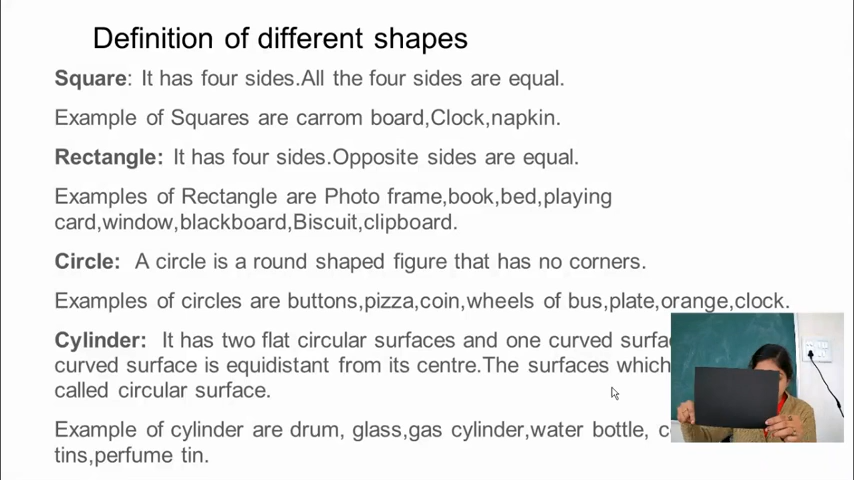 Definition of different shapes
Square: It has four sides.All the four sides are equal.
Example of Squares are carrom board,Clock,napkin.
Rectangle: It has four sides.Opposite sides are equal.
Examples of Rectangle are Photo frame,book,bed,playing
card,window,blackboard,Biscuit,clipboard.
Circle: A circle is a round shaped figure that has no corners.
Examples of circles are buttons,pizza,coin,wheels of bus,plate,orange,clock.
Cylinder: It has two flat circular surfaces and one curved
curved surface is equidistant from its centre.The surfaces which
called circular surface.
Example of cylinder are drum, glass,gas cylinder,water bottle,
tins,perfume tin.